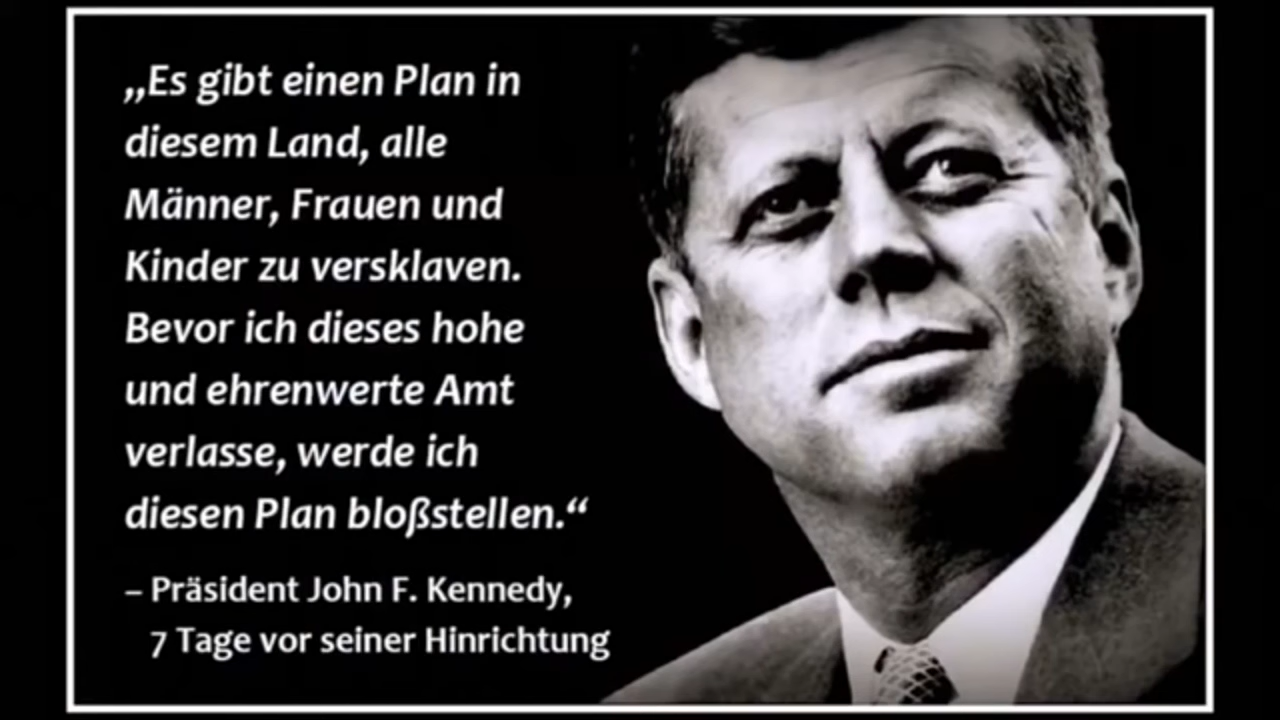 „Es gibt einen Plan in
diesem Land, alle
Männer, Frauen und
Kinder zu versklaven.
Bevor ich dieses hohe
und ehrenwerte Amt
verlasse, werde ich
diesen Plan bloßstellen.“
– Präsident John F. Kennedy,
7 Tage vor seiner Hinrichtung